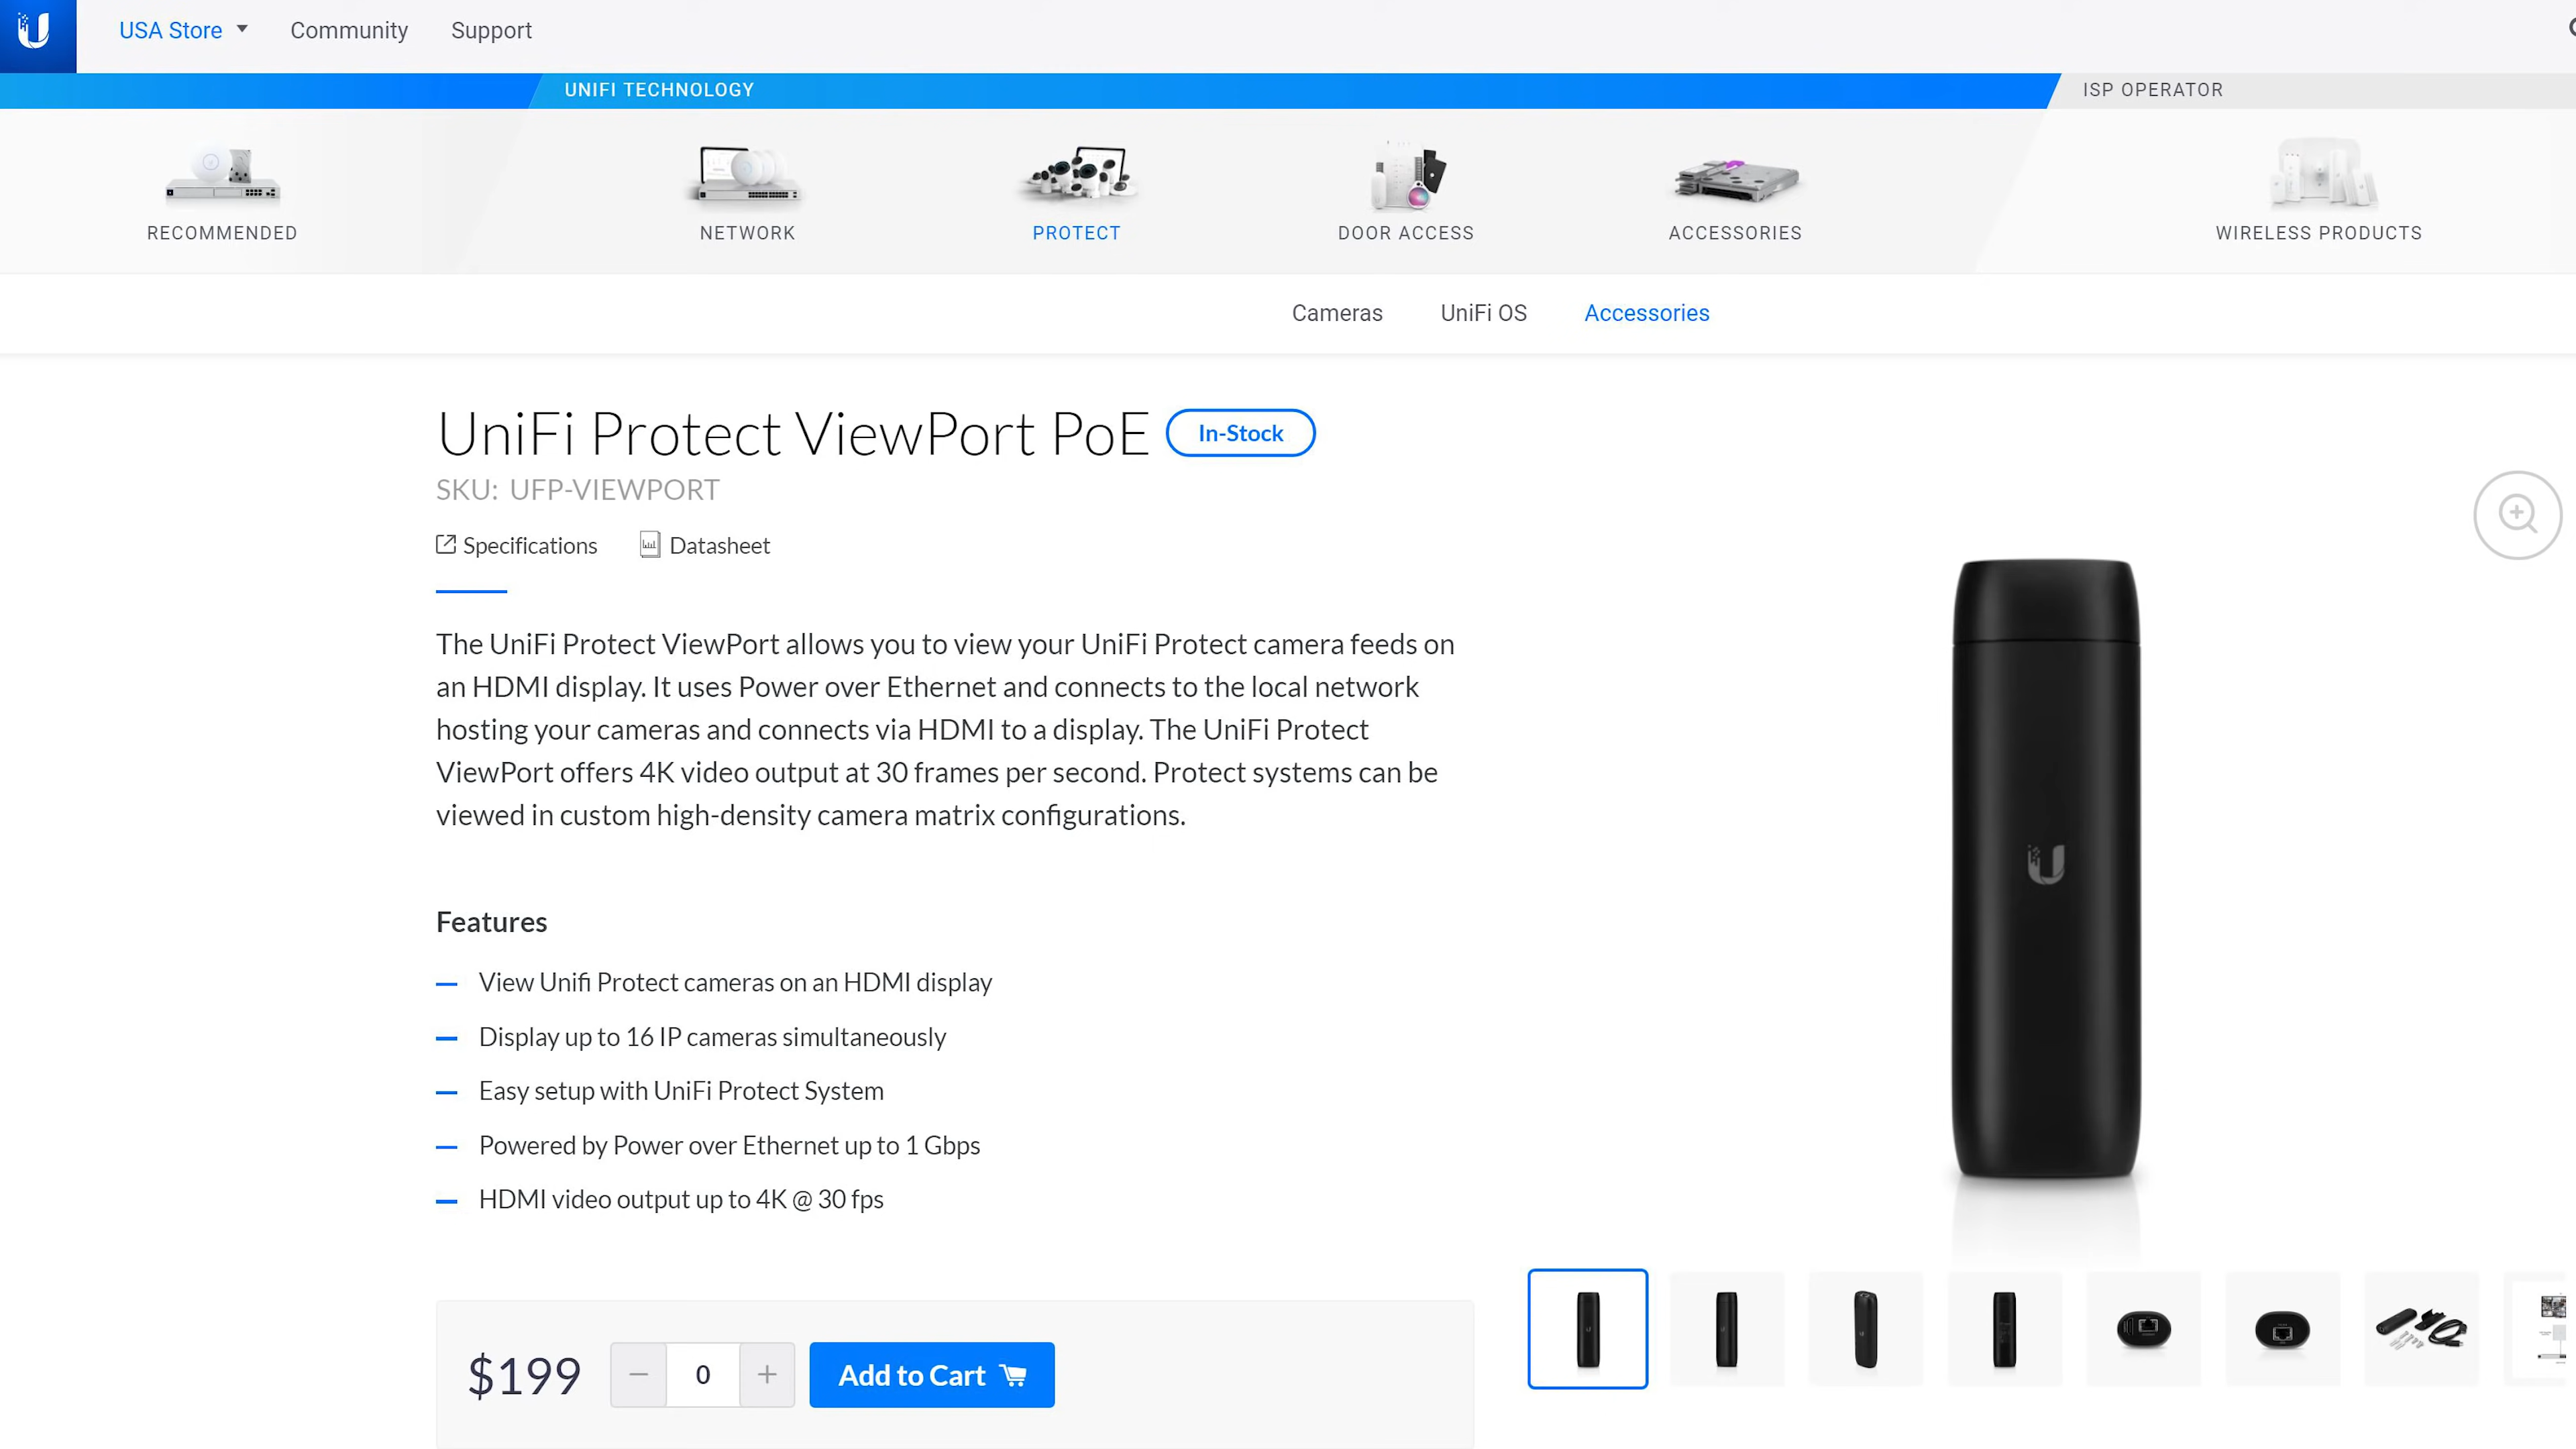 USA Store
Community
Support
UNIFI TECHNOLOGY
ISP OPERATOR
RECOMMENDED
NETWORK
PROTECT
DOOR ACCESS
ACCESSORIES
WIRELESS PRODUCTS
Cameras
UniFi OS
Accessories
UniFi Protect ViewPort PoE
In-Stock
SKU: UFP-VIEWPORT
Specifications
Datasheet
The UniFi Protect ViewPort allows you to view your UniFi Protect camera feeds on
an HDMI display. It uses Power over Ethernet and connects to the local network
hosting your cameras and connects via HDMI to a display. The UniFi Protect
ViewPort offers 4K video output at 30 frames per second. Protect systems can be
viewed in custom high-density camera matrix configurations.
Features
View Unifi Protect cameras on an HDMI display
Display up to 16 IP cameras simultaneously
Easy setup with UniFi Protect System
Powered by Power over Ethernet up to 1 Gbps
HDMI video output up to 4K @ 30 fps
$199
− 0 +
Add to Cart